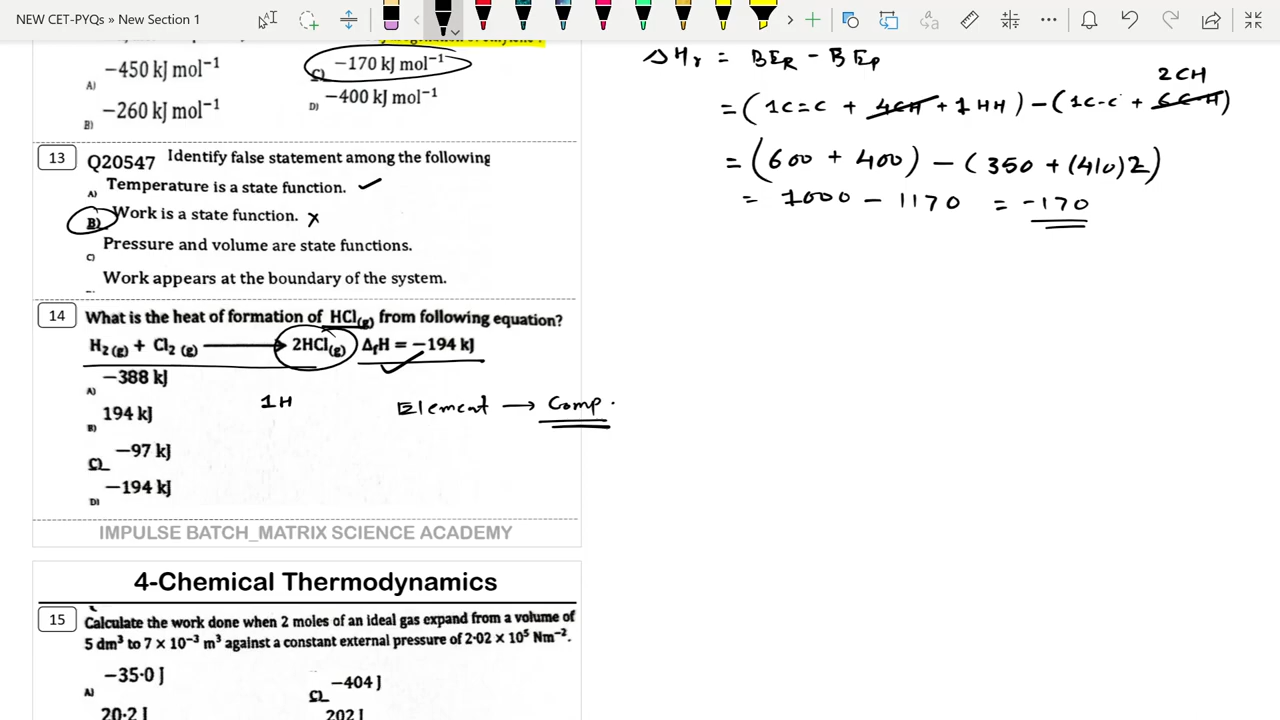 NEW CET-PYQs » New Section 1
−450 kJ mol⁻¹
A)
C) −170 kJ mol⁻¹
−260 kJ mol⁻¹
B)
D) −400 kJ mol⁻¹
13 Q20547 Identify false statement among the following
A) Temperature is a state function. ✓
B) Work is a state function. x
C) Pressure and volume are state functions.
Work appears at the boundary of the system.
14 What is the heat of formation of HCl(g) from following equation?
H₂ (g) + Cl₂ (g) ⟶ 2HCl(g) ΔfH = −194 kJ
A) −388 kJ
B) 194 kJ
C) −97 kJ
D) −194 kJ
1H
Element → Comp.
IMPULSE BATCH_MATRIX SCIENCE ACADEMY
4-Chemical Thermodynamics
15 Calculate the work done when 2 moles of an ideal gas expand from a volume of
5 dm³ to 7 × 10⁻³ m³ against a constant external pressure of 2·02 × 10⁵ Nm⁻².
A) −35·0 J
C) −404 J
20·2 J
202 J
ΔHr = BER − BEP
2CH
= (1C=C + 4CH + 1HH) − (1C-C + 6C-H)
= (600 + 400) − (350 + (410)2)
= 1000 − 1170 = −170